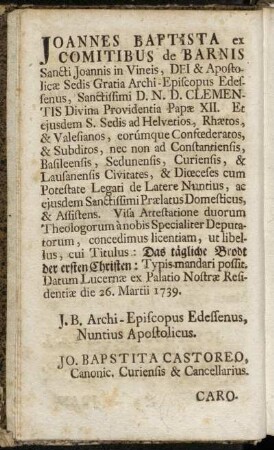 JOANNES BAPTISTA ex
COMITIBUS de BARNIS
Sancti Joannis in Vineis, DEI & Aposto-
licæ Sedis Gratia Archi-Episcopus Edes-
senus, Sanctissimi D. N. D. CLEMEN-
TIS Divina Providentia Papæ XII. Et
ejusdem S. Sedis ad Helvetios, Rhætos,
& Valesianos, eorúmque Confœderatos,
& Subditos, nec non ad Constantiensis,
Basileensis, Sedunensis, Curiensis, &
Lausanensis Civitates, & Diœceses cum
Potestate Legati de Latere Nuntius, ac
ejusdem Sanctissimi Prælatus Domesticus,
& Assistens. Visâ Attestatione duorum
Theologorum à nobis Specialiter Deputa-
torum, concedimus licentiam, ut libel-
lus, cui Titulus: Das tägliche Brodt
der ersten Christen: Typis mandari possit.
Datum Lucernæ ex Palatio Nostræ Resi-
dentiæ die 26. Martii 1739.
J. B. Archi-Episcopus Edessenus,
Nuntius Apostolicus.
JO. BAPSTITA CASTOREO,
Canonic. Curiensis & Cancellarius.
CARO-